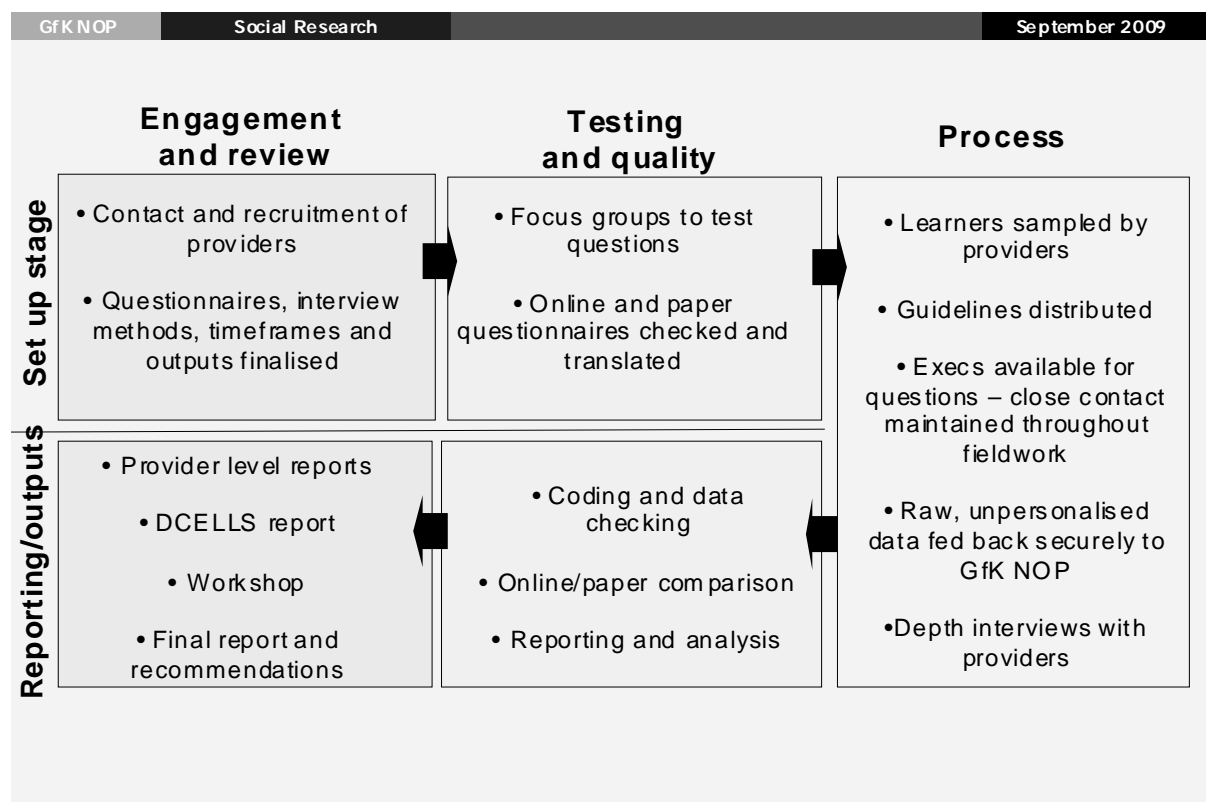 GfK NOP
Social Research
September 2009
Engagement
and review
Testing
and quality
Process
Set up stage
• Contact and recruitment of
providers
• Questionnaires, interview
methods, timeframes and
outputs finalised
• Focus groups to test
questions
• Online and paper
questionnaires checked and
translated
• Learners sampled by
providers
• Guidelines distributed
• Execs available for
questions – close contact
maintained throughout
fieldwork
• Raw, unpersonalised
data fed back securely to
GfK NOP
•Depth interviews with
providers
Reporting/outputs
• Provider level reports
• DCELLS report
• Workshop
• Final report and
recommendations
• Coding and data
checking
• Online/paper comparison
• Reporting and analysis